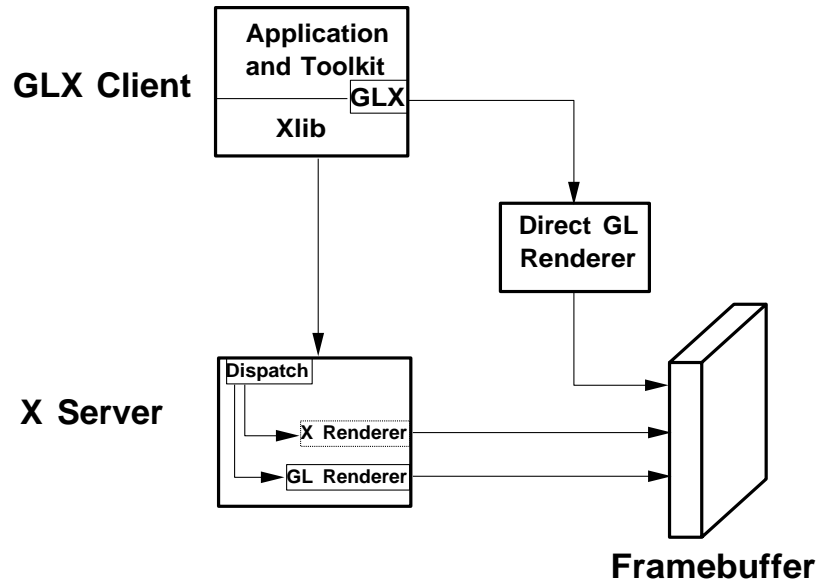 Application
and Toolkit
GLX Client
GLX
Xlib
Direct GL
Renderer
Dispatch
X Server
X Renderer
GL Renderer
Framebuffer